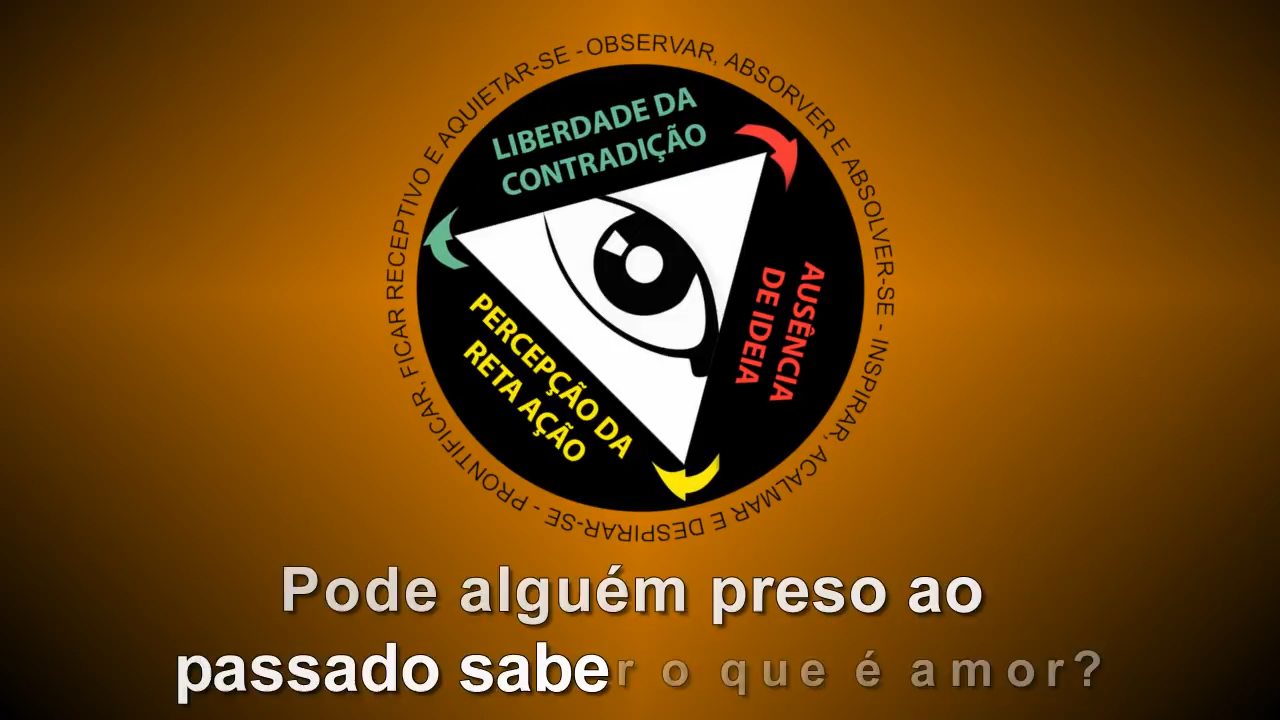 OBSERVAR, ABSORVER E ABSOLVER-SE - INSPIRAR, ACALMAR E DESPIRAR-SE - PRONTIFICAR, FICAR RECEPTIVO E AQUIETAR-SE -
LIBERDADE DA
CONTRADIÇÃO
AUSÊNCIA
DE IDEIA
PERCEPÇÃO DA
RETA AÇÃO
Pode alguém preso ao
passado saber o que é amor?